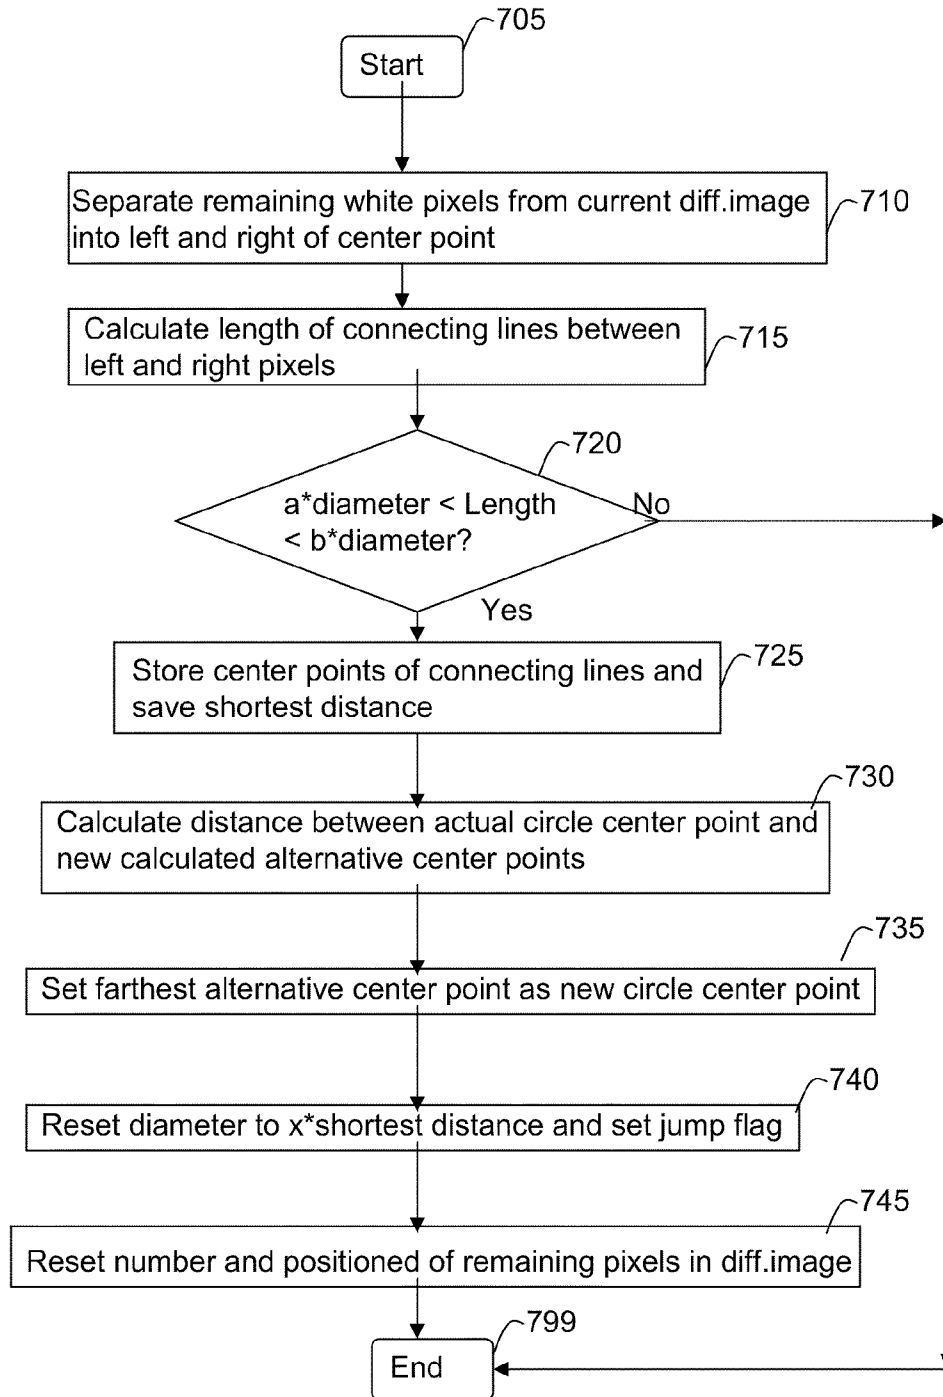 705
Start
Separate remaining white pixels from current diff.image
into left and right of center point
710
Calculate length of connecting lines between
left and right pixels
715
720
a*diameter < Length
< b*diameter?
No
Yes
Store center points of connecting lines and
save shortest distance
725
730
Calculate distance between actual circle center point and
new calculated alternative center points
735
Set farthest alternative center point as new circle center point
740
Reset diameter to x*shortest distance and set jump flag
745
Reset number and positioned of remaining pixels in diff.image
799
End